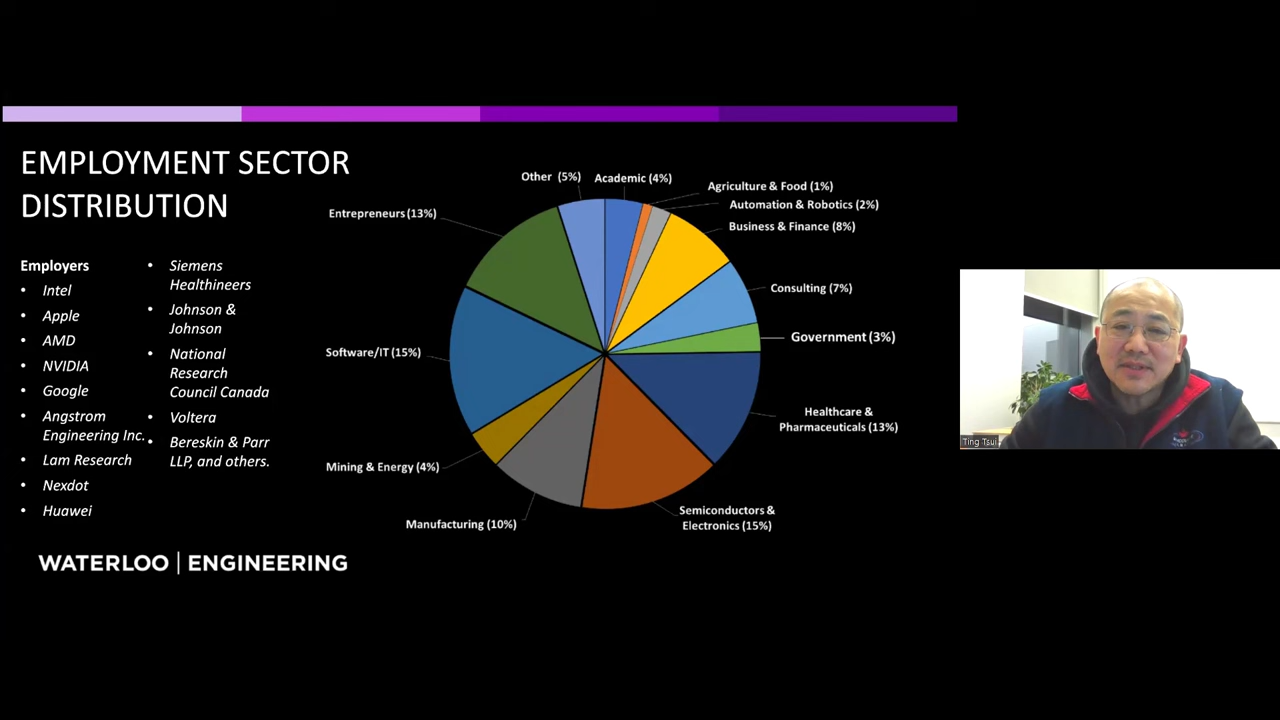 EMPLOYMENT SECTOR
DISTRIBUTION
Employers
• Intel
• Apple
• AMD
• NVIDIA
• Google
• Angstrom
Engineering Inc.
• Lam Research
• Nexdot
• Huawei
• Siemens
Healthineers
• Johnson &
Johnson
• National
Research
Council Canada
• Voltera
• Bereskin & Parr
LLP, and others.
Other (5%)
Academic (4%)
Agriculture & Food (1%)
Automation & Robotics (2%)
Business & Finance (8%)
Consulting (7%)
Government (3%)
Healthcare &
Pharmaceuticals (13%)
Semiconductors &
Electronics (15%)
Manufacturing (10%)
Mining & Energy (4%)
Software/IT (15%)
Entrepreneurs (13%)
WATERLOO | ENGINEERING
Ting Tsui